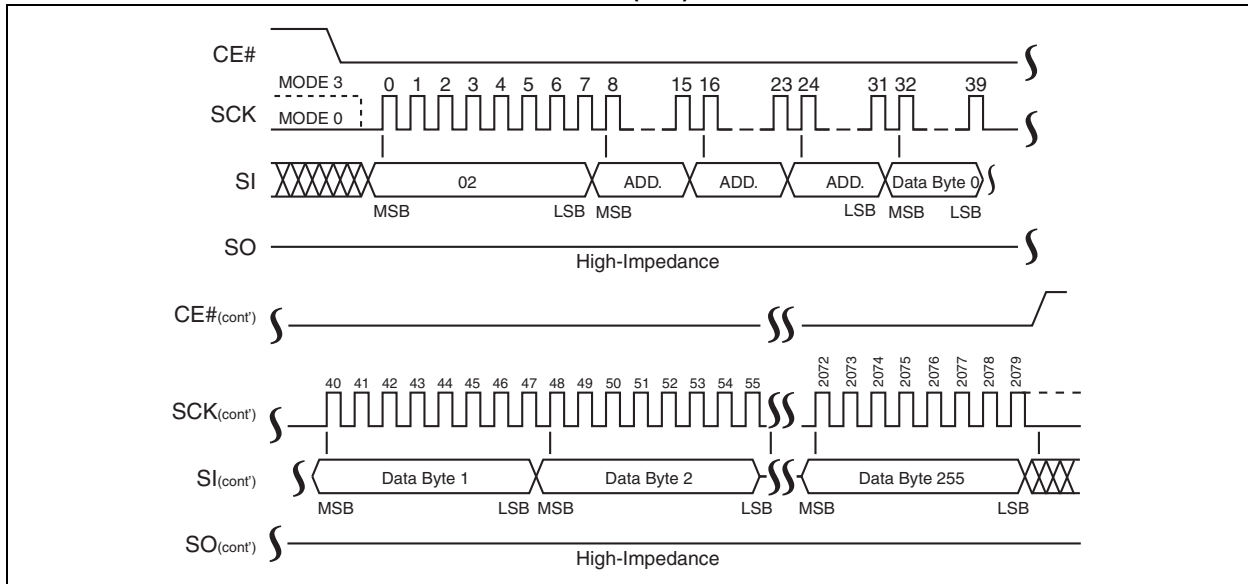 CE#
MODE 3 0 1 2 3 4 5 6 7 8 15 16 23 24 31 32 39
SCK
MODE 0
SI 02 ADD. ADD. ADD. Data Byte 0
MSB LSB MSB LSB MSB LSB
SO
High-Impedance
CE#(cont')
40 41 42 43 44 45 46 47 48 49 50 51 52 53 54 55 2072 2073 2074 2075 2076 2077 2078 2079
SCK(cont')
SI(cont') Data Byte 1 Data Byte 2 Data Byte 255
MSB LSB MSB LSB MSB LSB
SO(cont')
High-Impedance